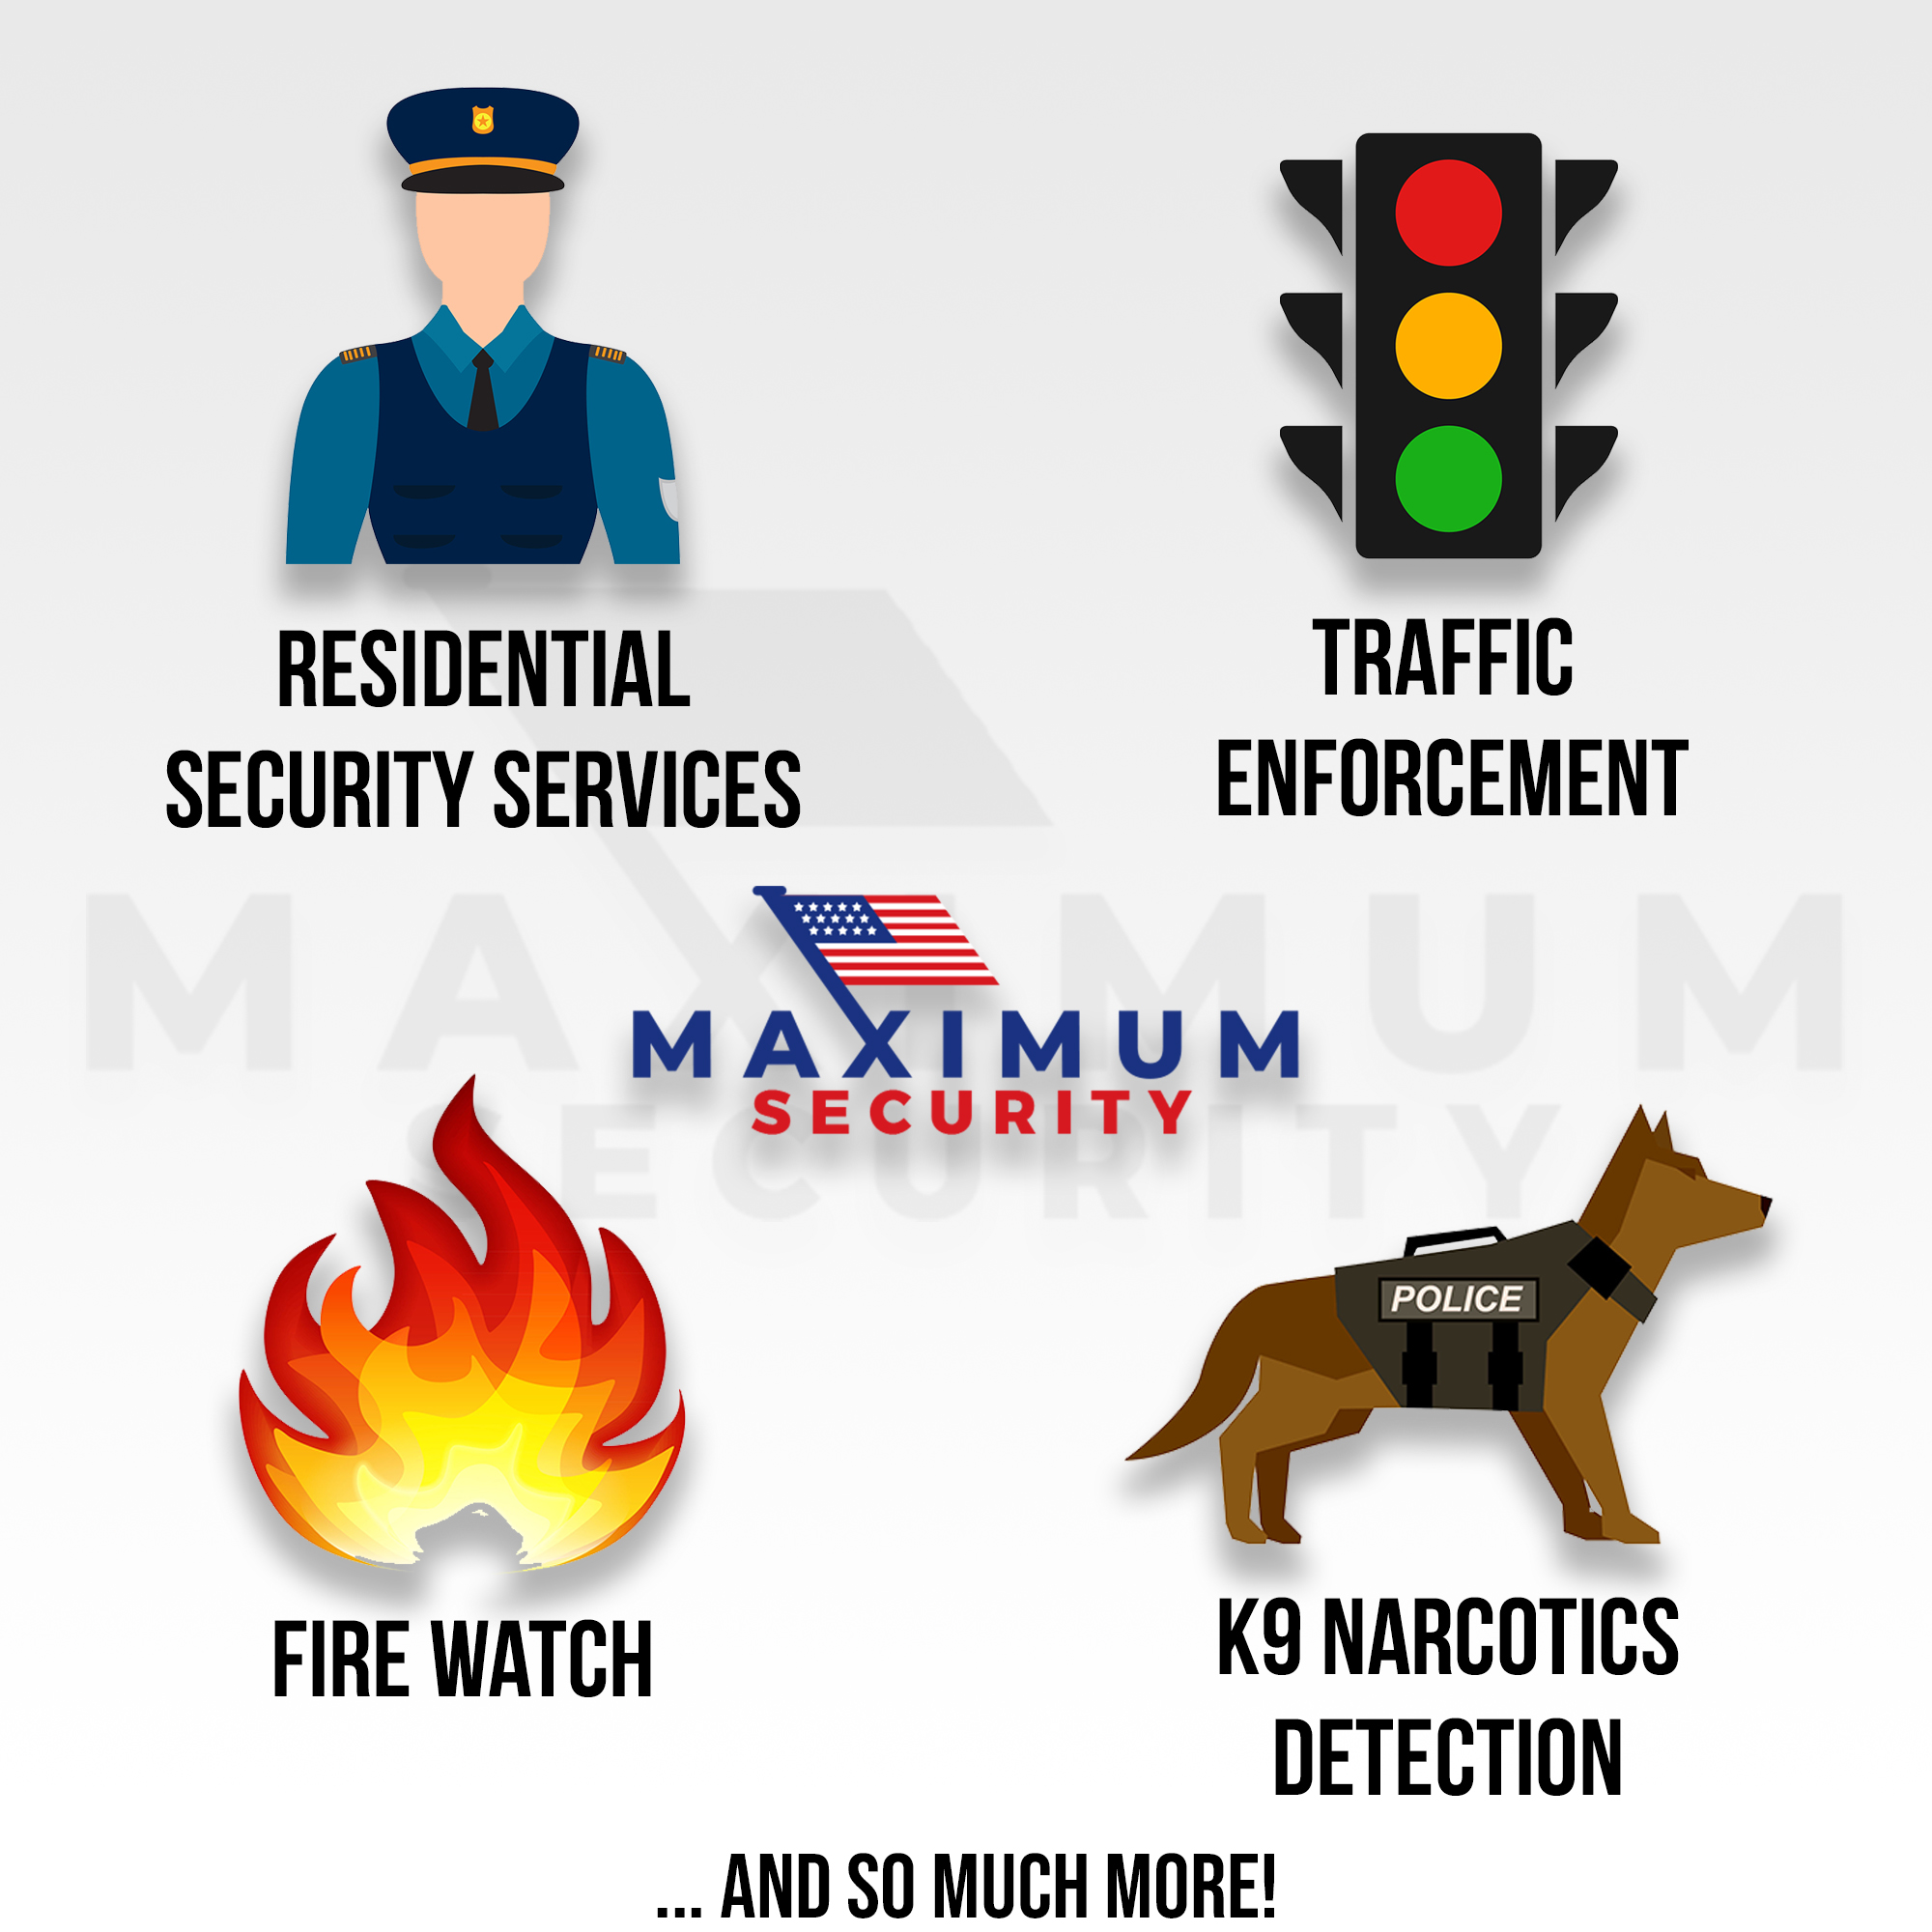 RESIDENTIAL
SECURITY SERVICES
TRAFFIC
ENFORCEMENT
MAXIMUM
SECURITY
MAXIMUM
SECURITY
POLICE
FIRE WATCH
K9 NARCOTICS
DETECTION
... AND SO MUCH MORE!